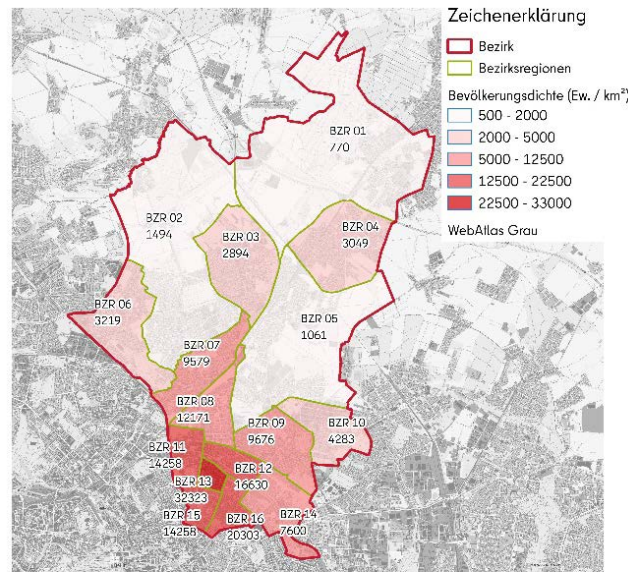 Zeichenerklärung
Bezirk
Bezirksregionen
Bevölkerungsdichte (Ew. / km²)
500 - 2000
2000 - 5000
5000 - 12500
12500 - 22500
22500 - 33000
WebAtlas Grau
BZR 01
770
BZR 02
1494
BZR 03
2894
BZR 04
3049
BZR 05
1061
BZR 06
3219
BZR 07
9579
BZR 08
12171
BZR 09
9676
BZR 10
4283
BZR 11
14258
BZR 12
16630
BZR 13
32323
BZR 14
7600
BZR 15
14258
BZR 16
20303